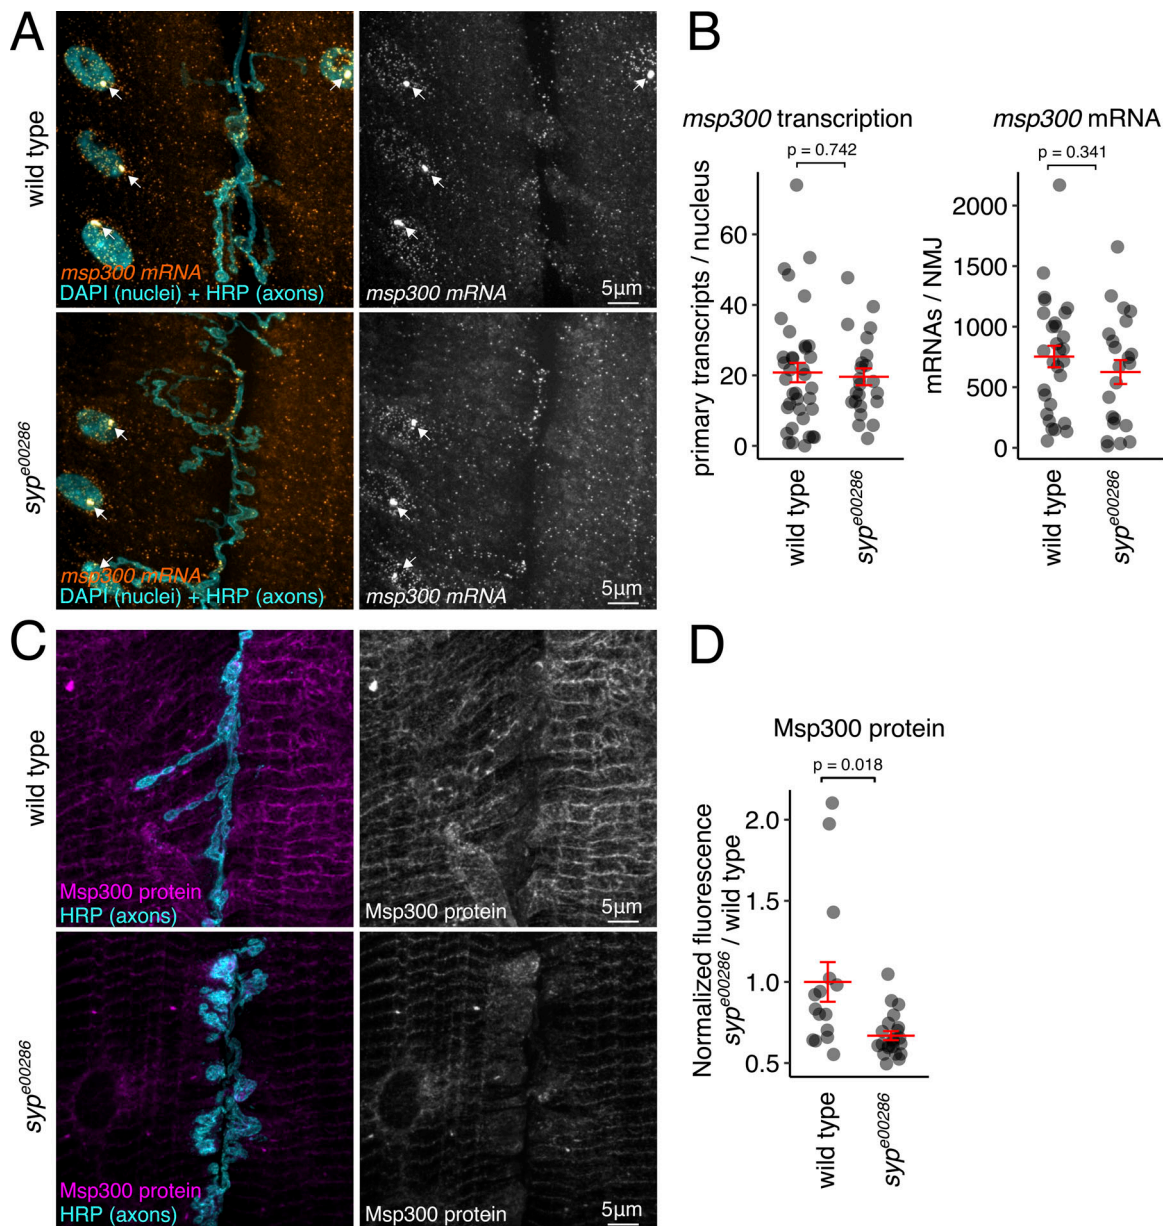 A
wild type
msp300 mRNA
DAPI (nuclei) + HRP (axons)
msp300 mRNA
5μm
syp^e00286
msp300 mRNA
DAPI (nuclei) + HRP (axons)
msp300 mRNA
5μm
B
msp300 transcription
p = 0.742
primary transcripts / nucleus
60
40
20
0
wild type
syp^e00286
msp300 mRNA
p = 0.341
mRNAs / NMJ
2000
1500
1000
500
0
wild type
syp^e00286
C
wild type
Msp300 protein
HRP (axons)
Msp300 protein
5μm
syp^e00286
Msp300 protein
HRP (axons)
Msp300 protein
5μm
D
Msp300 protein
p = 0.018
Normalized fluorescence
syp^e00286 / wild type
2.0
1.5
1.0
0.5
wild type
syp^e00286